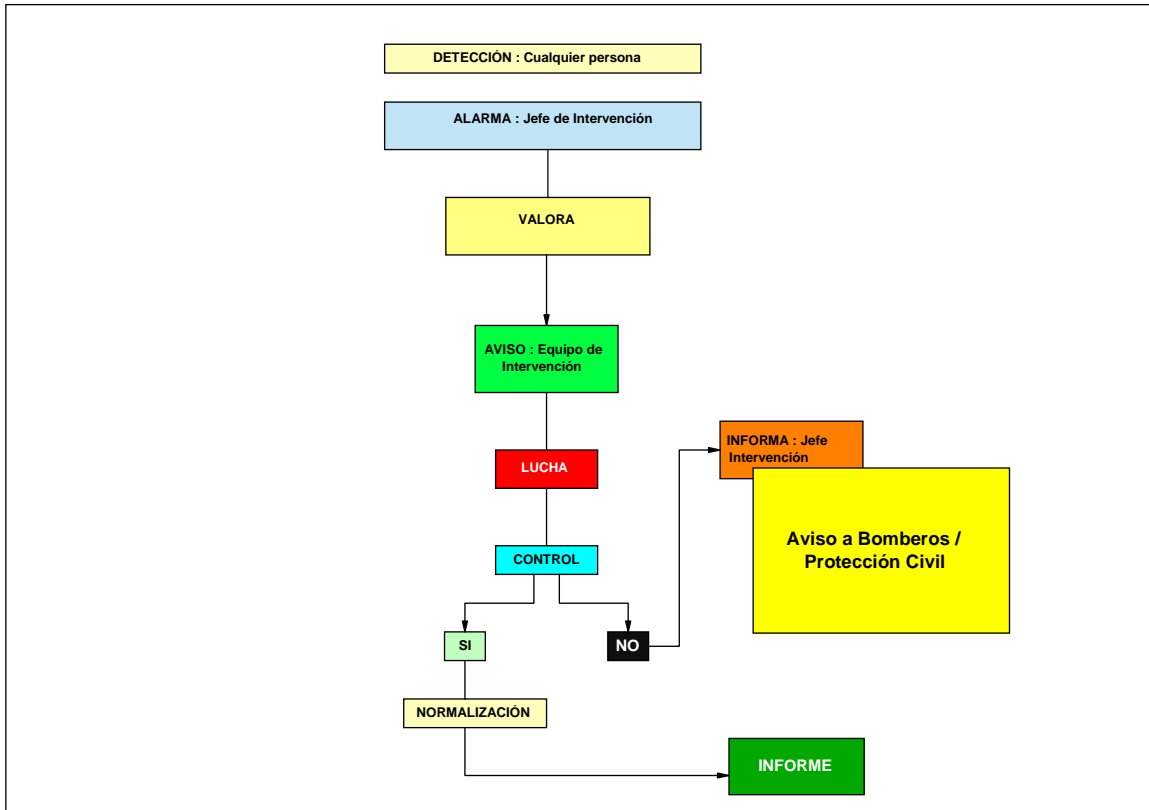 DETECCIÓN : Cualquier persona
ALARMA : Jefe de Intervención
VALORA
AVISO : Equipo de
Intervención
LUCHA
INFORMA : Jefe
Intervención
Aviso a Bomberos /
Protección Civil
CONTROL
SI
NO
NORMALIZACIÓN
INFORME